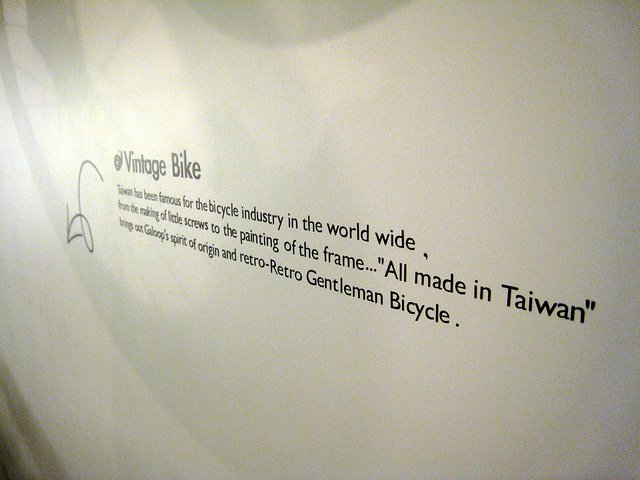 Vintage Bike
Taiwan has been famous for the bicycle industry in the world wide ,
from the making of little screws to the painting of the frame..."All made in Taiwan"
brings out Galoop's spirit of origin and retro-Retro Gentleman Bicycle .